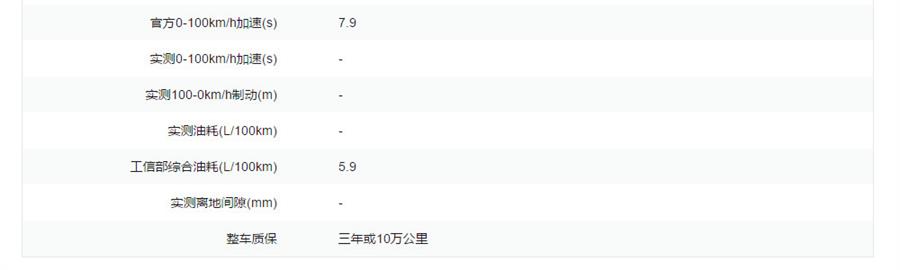 官方0-100km/h加速(s) 7.9
实测0-100km/h加速(s) -
实测100-0km/h制动(m) -
实测油耗(L/100km) -
工信部综合油耗(L/100km) 5.9
实测离地间隙(mm) -
整车质保 三年或10万公里